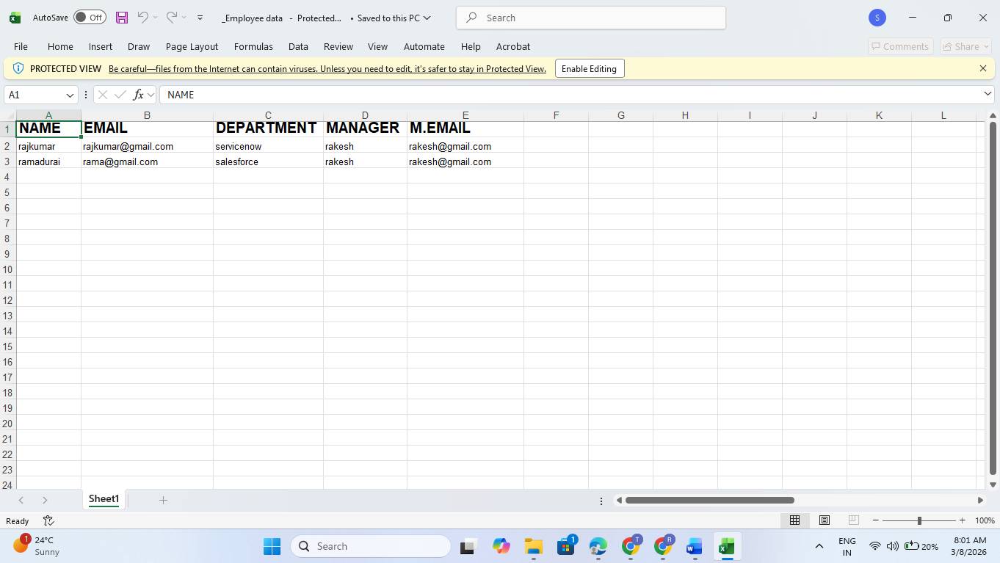 AutoSave Off _Employee data - Protected... • Saved to this PC Search S
File Home Insert Draw Page Layout Formulas Data Review View Automate Help Acrobat Comments Share
PROTECTED VIEW Be careful—files from the Internet can contain viruses. Unless you need to edit, it's safer to stay in Protected View. Enable Editing
A1 fx NAME
A B C D E F G H I J K L
1 NAME EMAIL DEPARTMENT MANAGER M.EMAIL
2 rajkumar rajkumar@gmail.com servicenow rakesh rakesh@gmail.com
3 ramadurai rama@gmail.com salesforce rakesh rakesh@gmail.com
4
5
6
7
8
9
10
11
12
13
14
15
16
17
18
19
20
21
22
23
24
Sheet1
Ready 100%
1 24°C Search 1 T R ENG 20% 8:01 AM
Sunny IN 3/8/2026